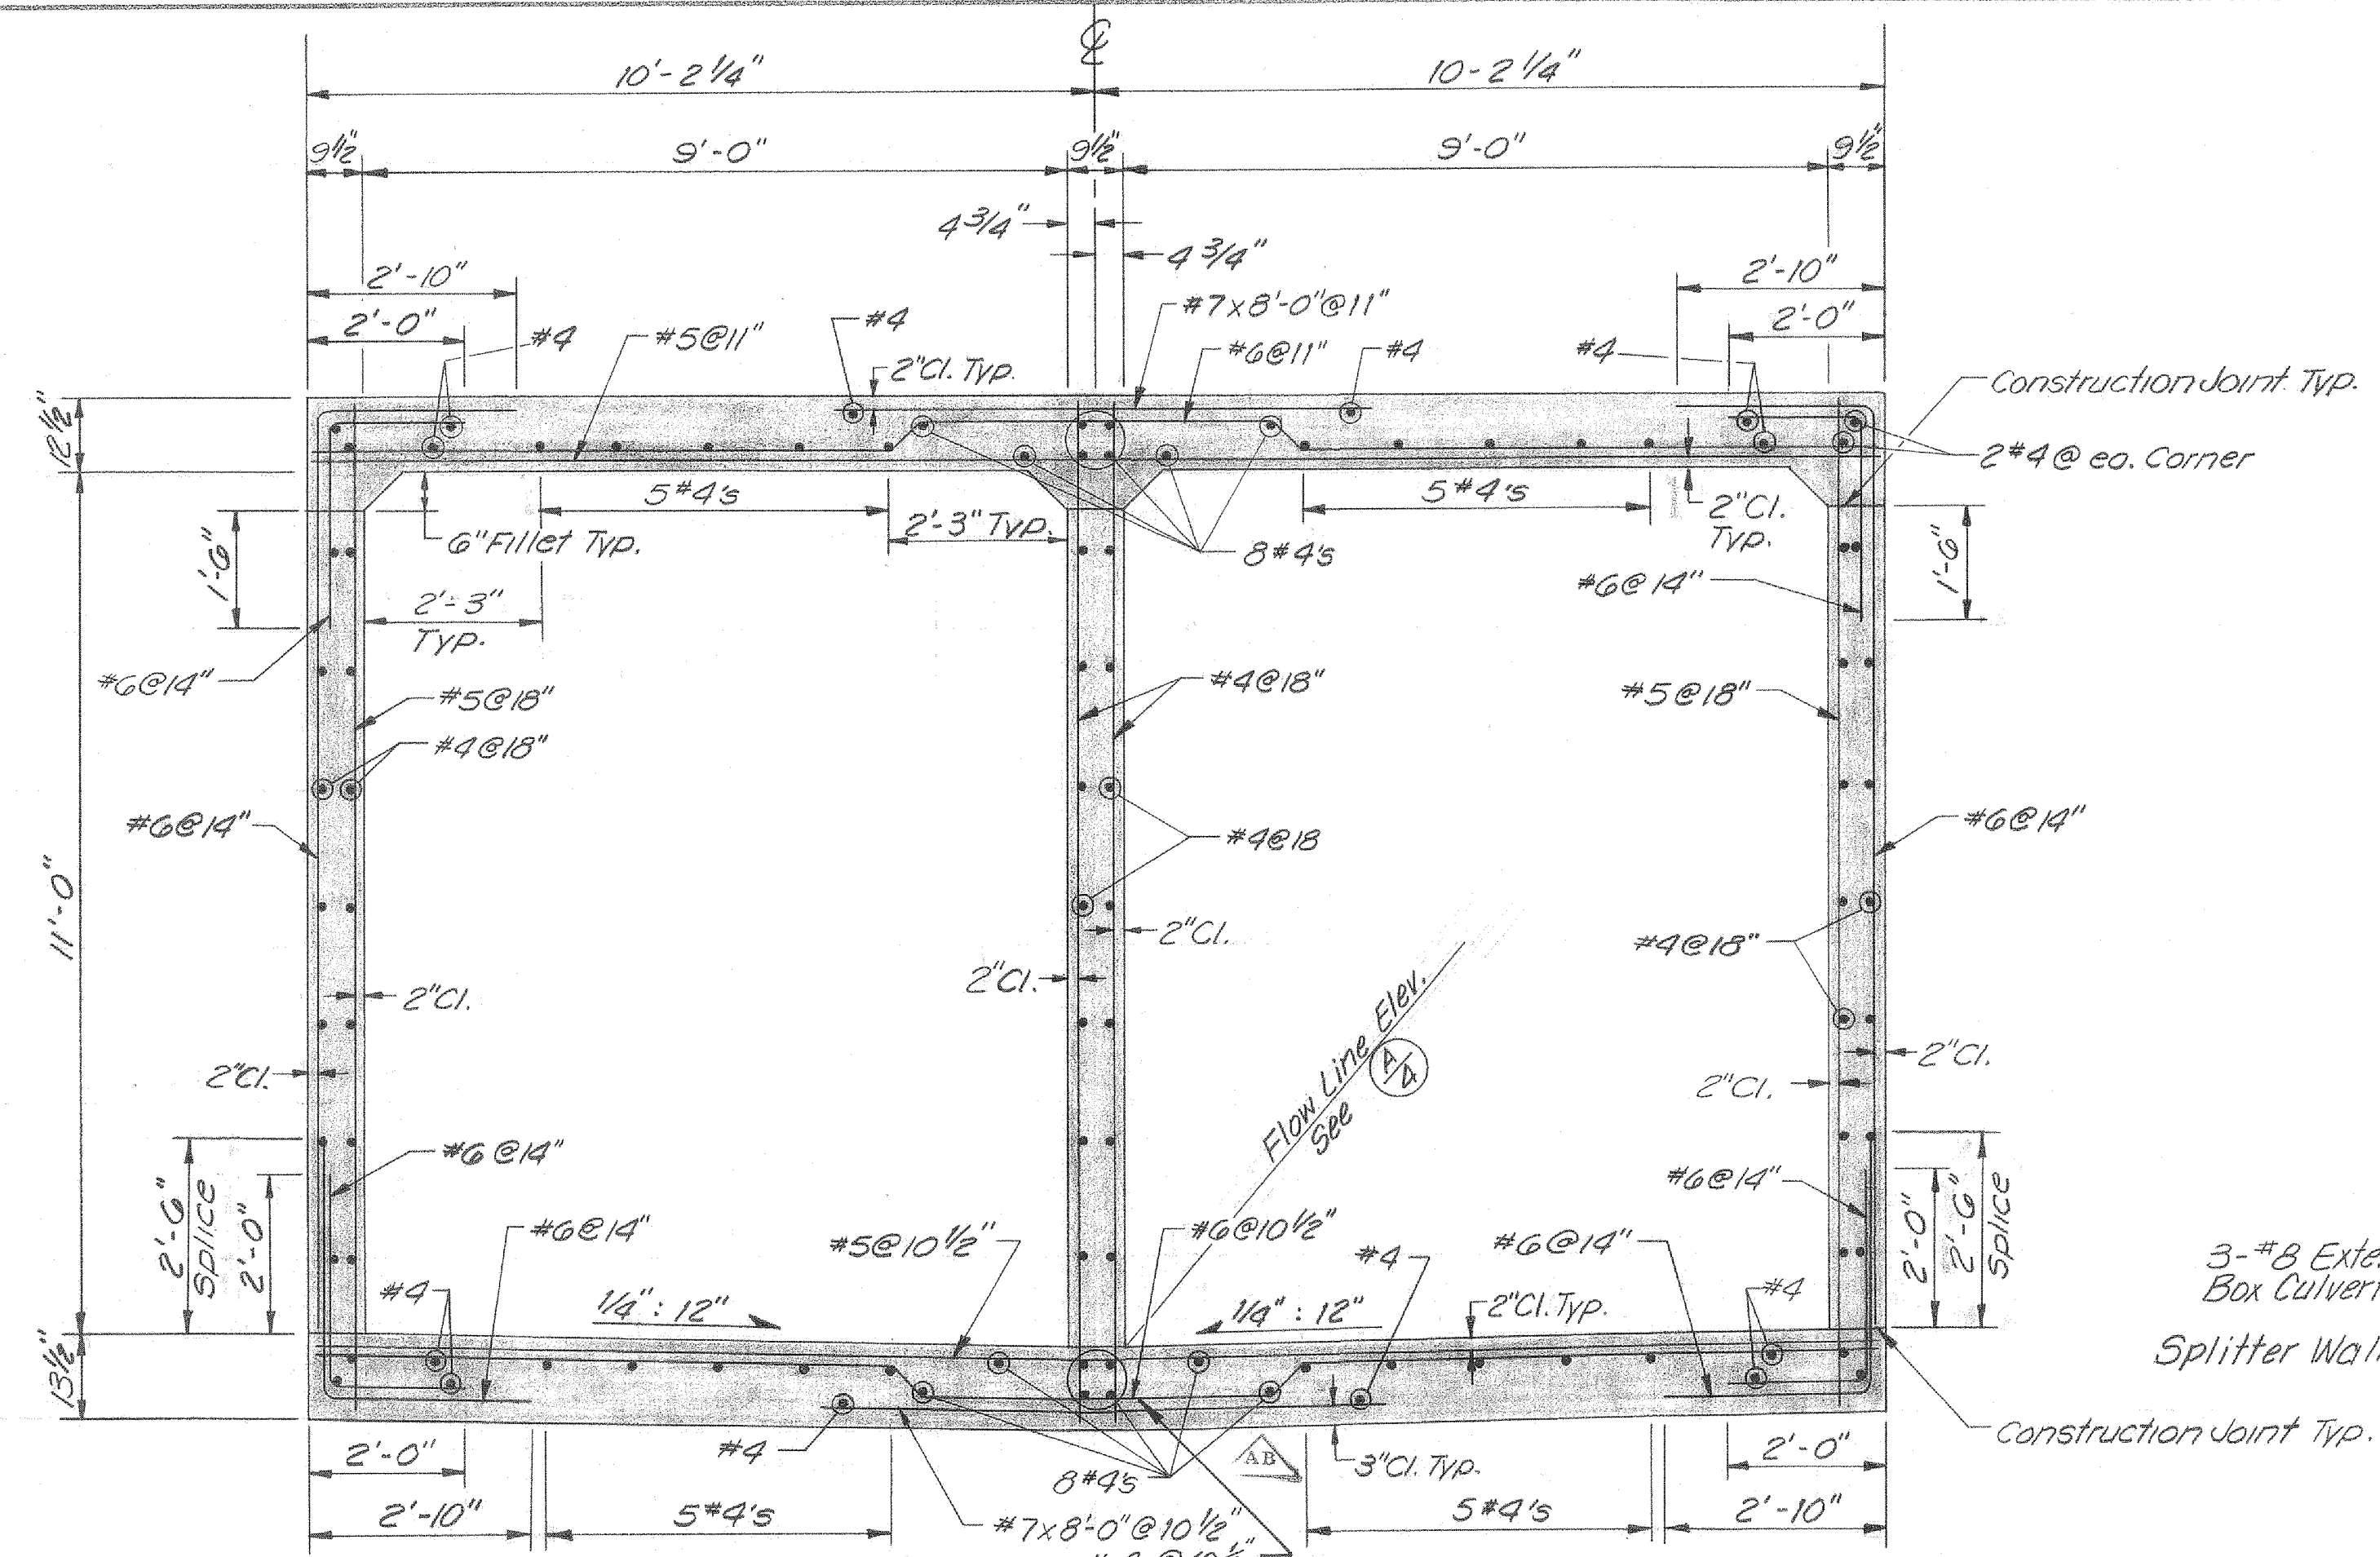 ℄
10'-2 1/4"
10-2 1/4"
9 1/2"
9'-0"
9 1/2"
9'-0"
9 1/2"
4 3/4"
4 3/4"
2'-10"
2'-10"
#7x8'-0"@11"
2'-0"
#4
#5@11"
#4
2'-0"
#6@11"
#4
#4
2"Cl. Typ.
Construction Joint Typ.
12 1/2"
2#4@ ea. Corner
5#4's
5#4's
2"Cl.
Typ.
2'-3" Typ.
6" Fillet Typ.
8#4's
1'-6"
1'-6"
#6@14"
2'-3"
Typ.
#6@14"
#5@18"
#4@18"
#5@18"
#4@18"
#6@14"
#6@14"
#4@18
11'-0"
2"Cl.
#4@18"
2"Cl.
2"Cl.
Flow Line Elev.
See
A
4
2"Cl.
2"Cl.
2"Cl.
#6@14"
#6@14"
2'-6"
Splice
2'-0"
2'-0"
2'-6"
Splice
#6@14"
#5@10 1/2"
#6@10 1/2"
#4
#6@14"
3-#8 Exte
Box Culver
#4
1/4" : 12"
1/4" : 12"
2"Cl. Typ.
#4
Splitter Wal
13 1/2"
Construction Joint Typ.
2'-0"
#4
8#4's
AB
3"Cl. Typ.
2'-0"
2'-10"
5#4's
#7x8'-0"@10 1/2"
5#4's
2'-10"